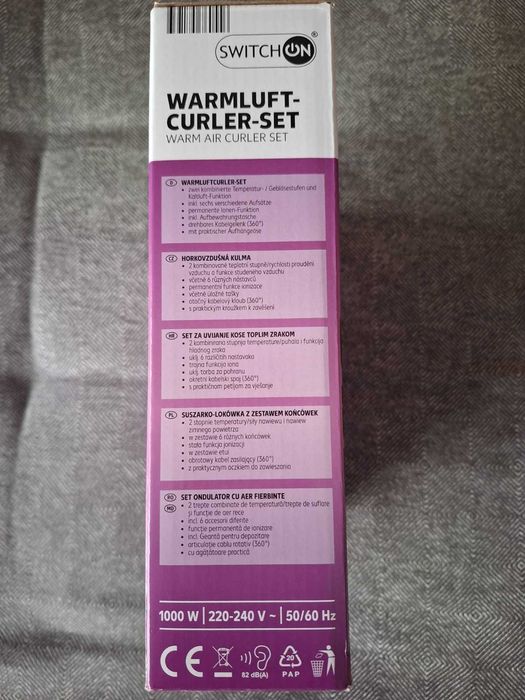 SWITCH ON ®
WARMLUFT-
CURLER-SET
WARM AIR CURLER SET
D WARMLUFTCURLER-SET
• zwei kombinierte Temperatur- / Gebläsestufen und
Kaltluft-Funktion
• inkl. sechs verschiedene Aufsätze
• permanente Ionen-Funktion
• inkl. Aufbewahrungstasche
• drehbares Kabelgelenk (360°)
• mit praktischer Aufhängeöse
CZ HORKOVZDUŠNÁ KULMA
• 2 kombinované teplotní stupně/rychlosti proudění
vzduchu a funkce studeného vzduchu
• včetně 6 různých nástavců
• permanentní funkce ionizace
• včetně úložné tašky
• otočný kabelový kloub (360°)
• s praktickým kroužkem k zavěšení
HR SET ZA UVIJANJE KOSE TOPLIM ZRAKOM
• 2 kombinirana stupnja temperature/puhala i funkcija
hladnog zraka
• uklj. 6 različitih nastavaka
• trajna funkcija iona
• uklj. torba za pohranu
• okretni kabelski spoj (360°)
• s praktičnom petljom za vješanje
PL SUSZARKO-LOKÓWKA Z ZESTAWEM KOŃCÓWEK
• 2 stopnie temperatury/siły nawiewu i nawiew
zimnego powietrza
• w zestawie 6 różnych końcówek
• stała funkcja jonizacji
• w zestawie etui
• obrotowy kabel zasilający (360°)
• z praktycznym oczkiem do zawieszania
RO MD SET ONDULATOR CU AER FIERBINTE
• 2 trepte combinate de temperatură/trepte de suflare
și funcție de aer rece
• incl. 6 accesorii diferite
• funcție permanentă de ionizare
• incl. Geantă pentru depozitare
• articulație cablu rotativ (360°)
• cu agățătoare practică
1000 W | 220-240 V ~ | 50/60 Hz
CE 82 dB(A) 20 PAP